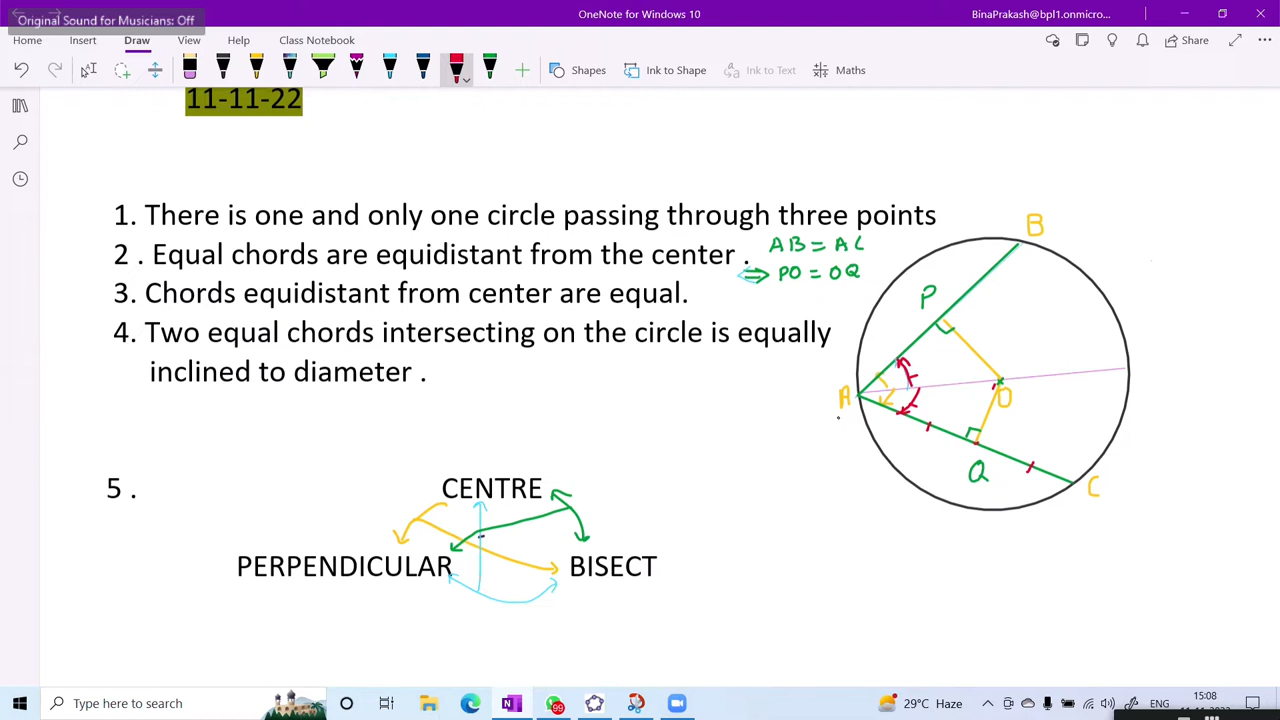 Original Sound for Musicians: Off
OneNote for Windows 10
BinaPrakash@bpl1.onmicro...
Home Insert Draw View Help Class Notebook
Share
Shapes Ink to Shape Ink to Text Maths
11-11-22
1. There is one and only one circle passing through three points
2 . Equal chords are equidistant from the center .
AB = AC
⇔ PO = OQ
3. Chords equidistant from center are equal.
4. Two equal chords intersecting on the circle is equally
inclined to diameter .
B
P
A
O
Q
C
5 .
CENTRE
PERPENDICULAR BISECT
Type here to search
99
29°C Haze
ENG
15:08